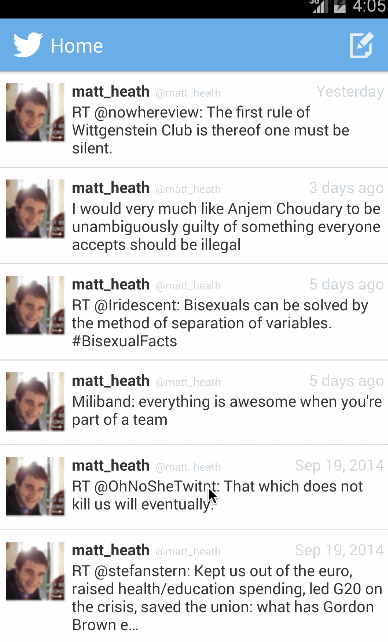 3G 4:05
Home
matt_heath @matt_heath Yesterday
RT @nowhereview: The first rule of
Wittgenstein Club is thereof one must be
silent.
matt_heath @matt_heath 3 days ago
I would very much like Anjem Choudary to be
unambiguously guilty of something everyone
accepts should be illegal
matt_heath @matt_heath 5 days ago
RT @Iridescent: Bisexuals can be solved by
the method of separation of variables.
#BisexualFacts
matt_heath @matt_heath 5 days ago
Miliband: everything is awesome when you're
part of a team
matt_heath @matt_heath Sep 19, 2014
RT @OhNoSheTwitnt: That which does not
kill us will eventually.
matt_heath @matt_heath Sep 19, 2014
RT @stefanstern: Kept us out of the euro,
raised health/education spending, led G20 on
the crisis, saved the union: what has Gordon
Brown e...